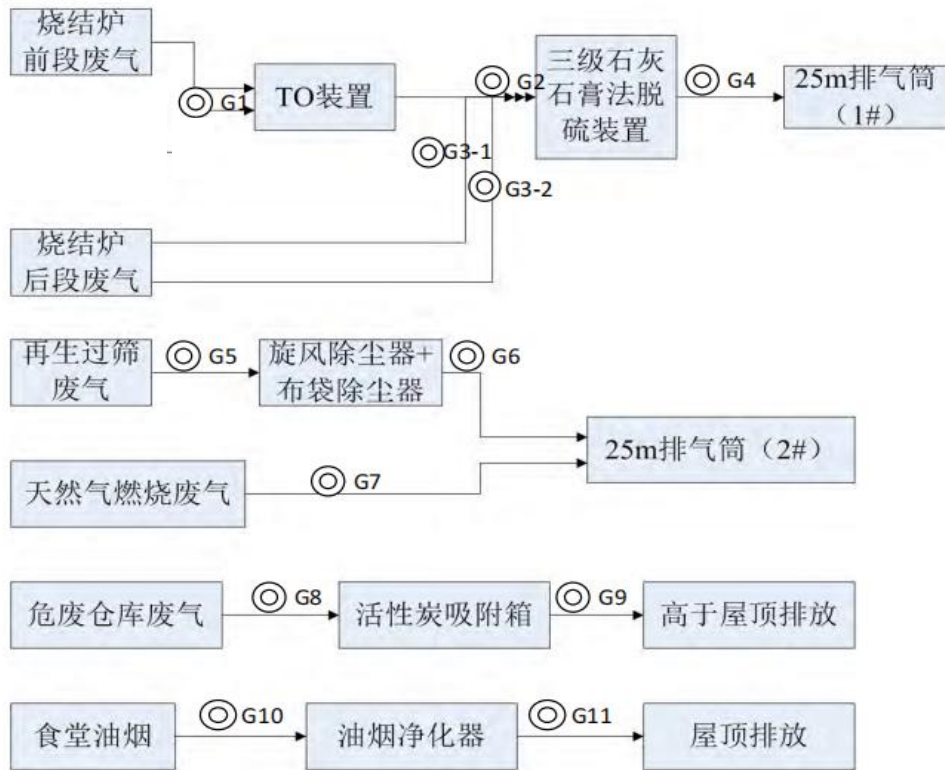 烧结炉
前段废气
G1
TO装置
G2
三级石灰
石膏法脱
硫装置
G4
25m排气筒
（1#）
G3-1
G3-2
烧结炉
后段废气
再生过筛
废气
G5
旋风除尘器+
布袋除尘器
G6
25m排气筒（2#）
天然气燃烧废气
G7
危废仓库废气
G8
活性炭吸附箱
G9
高于屋顶排放
食堂油烟
G10
油烟净化器
G11
屋顶排放